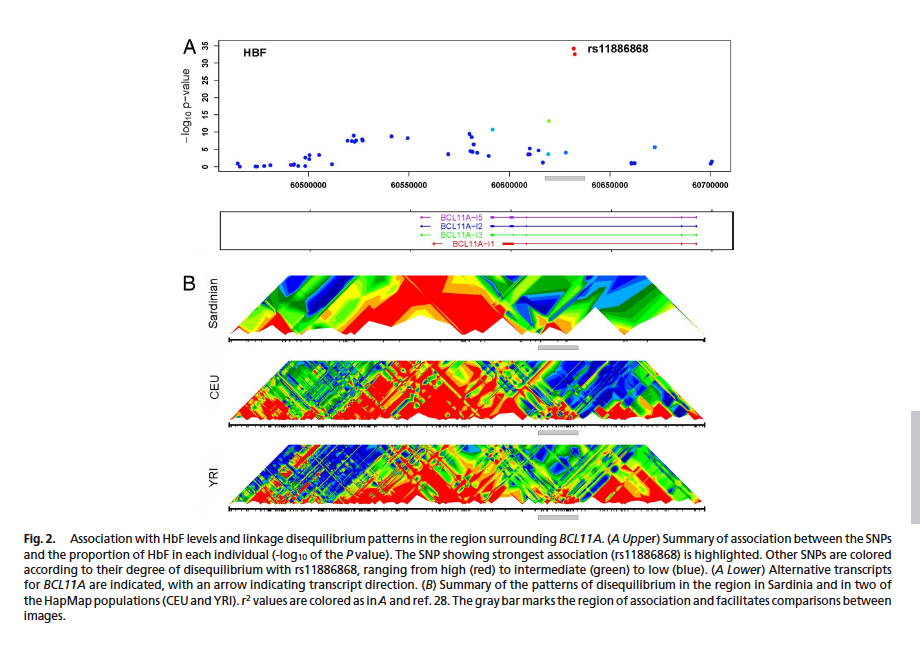 A
HBF
rs11886868
−log10 p-value
35
30
25
20
15
10
5
0
60500000
60550000
60600000
60650000
60700000
BCL11A-I5
BCL11A-I2
BCL11A-I3
BCL11A-I1
B
Sardinian
CEU
YRI
Fig. 2. Association with HbF levels and linkage disequilibrium patterns in the region surrounding BCL11A. (A Upper) Summary of association between the SNPs
and the proportion of HbF in each individual (-log10 of the P value). The SNP showing strongest association (rs11886868) is highlighted. Other SNPs are colored
according to their degree of disequilibrium with rs11886868, ranging from high (red) to intermediate (green) to low (blue). (A Lower) Alternative transcripts
for BCL11A are indicated, with an arrow indicating transcript direction. (B) Summary of the patterns of disequilibrium in the region in Sardinia and in two of
the HapMap populations (CEU and YRI). r2 values are colored as in A and ref. 28. The gray bar marks the region of association and facilitates comparisons between
images.